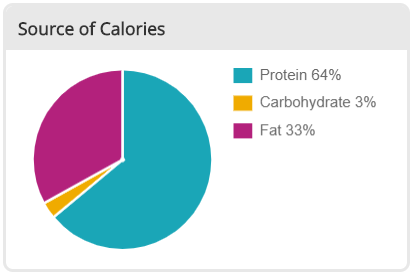 Source of Calories
Protein 64%
Carbohydrate 3%
Fat 33%